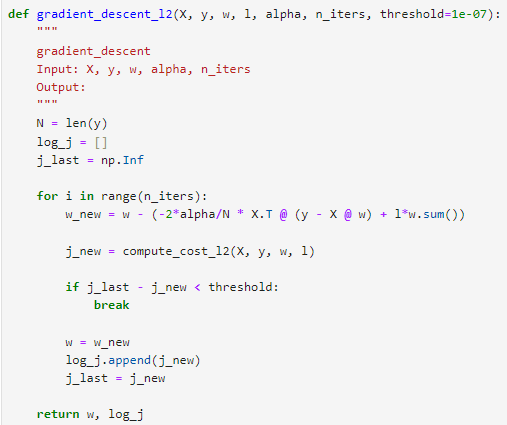 def gradient_descent_l2(X, y, w, l, alpha, n_iters, threshold=1e-07):
    """
    gradient_descent
    Input: X, y, w, alpha, n_iters
    Output:
    """
    N = len(y)
    log_j = []
    j_last = np.Inf

    for i in range(n_iters):
        w_new = w - (-2*alpha/N * X.T @ (y - X @ w) + l*w.sum())

        j_new = compute_cost_l2(X, y, w, l)

        if j_last - j_new < threshold:
            break

        w = w_new
        log_j.append(j_new)
        j_last = j_new

    return w, log_j